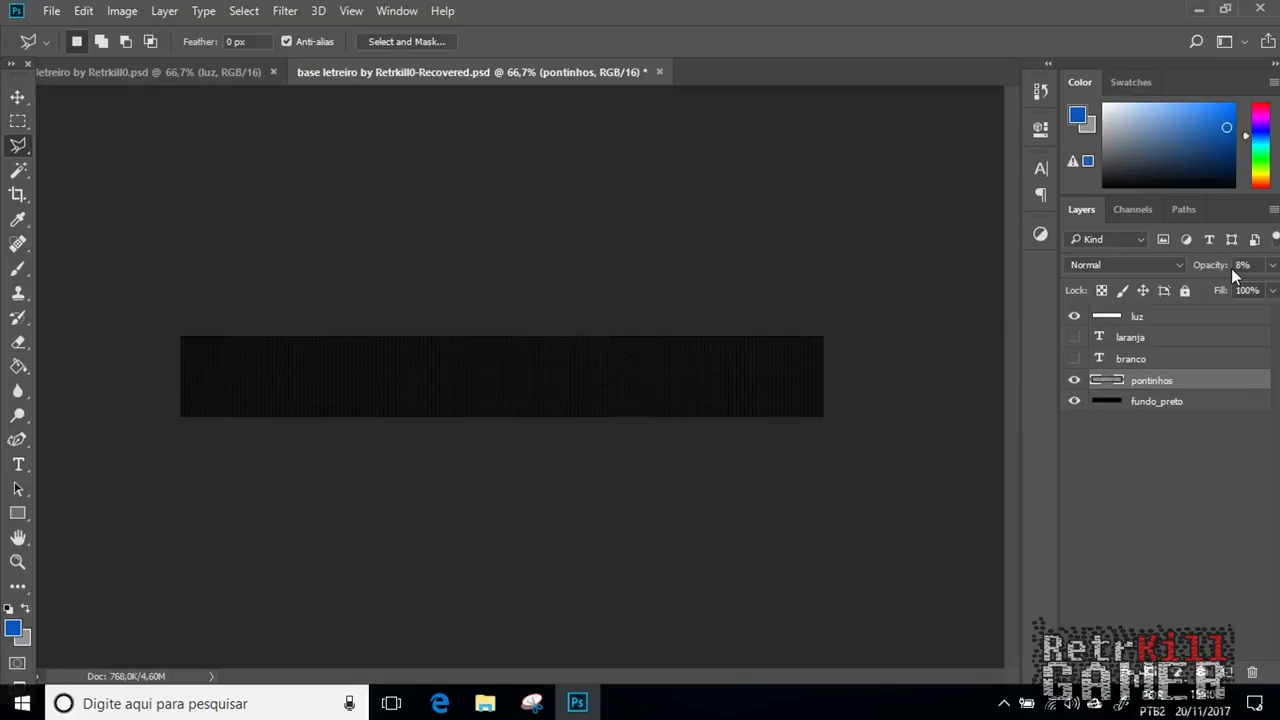 Ps File Edit Image Layer Type Select Filter 3D View Window Help
Feather: 0 px Anti-alias Select and Mask...
letreiro by Retrkill0.psd @ 66,7% (luz, RGB/16) × base letreiro by Retrkill0-Recovered.psd @ 66,7% (pontinhos, RGB/16) * ×
Color Swatches
Layers Channels Paths
Kind
Normal Opacity: 8%
Lock: Fill: 100%
luz
T laranja
T branco
pontinhos
fundo_preto
RetrKill
GAMER
Doc: 768,0K/4,60M
Digite aqui para pesquisar
Ps
PTB2 20/11/2017